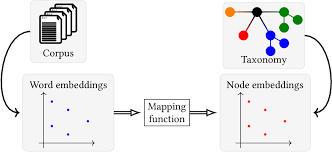 Corpus
Taxonomy
Word embeddings
Mapping
function
Node embeddings